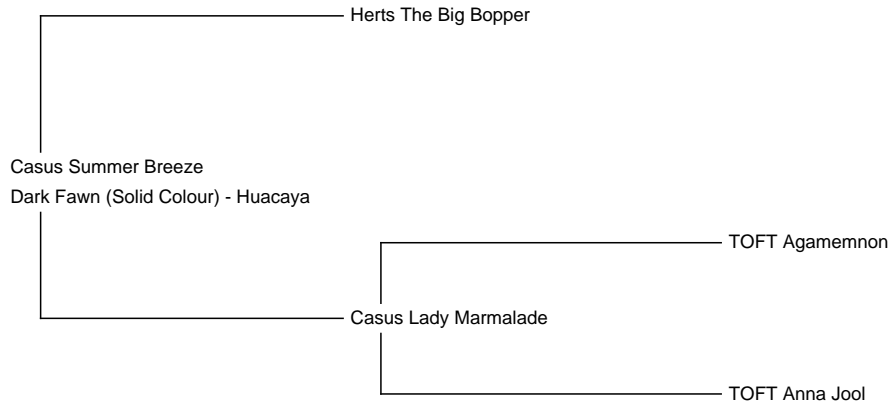 Herts The Big Bopper
Casus Summer Breeze
Dark Fawn (Solid Colour) - Huacaya
TOFT Agamemnon
Casus Lady Marmalade
TOFT Anna Jool